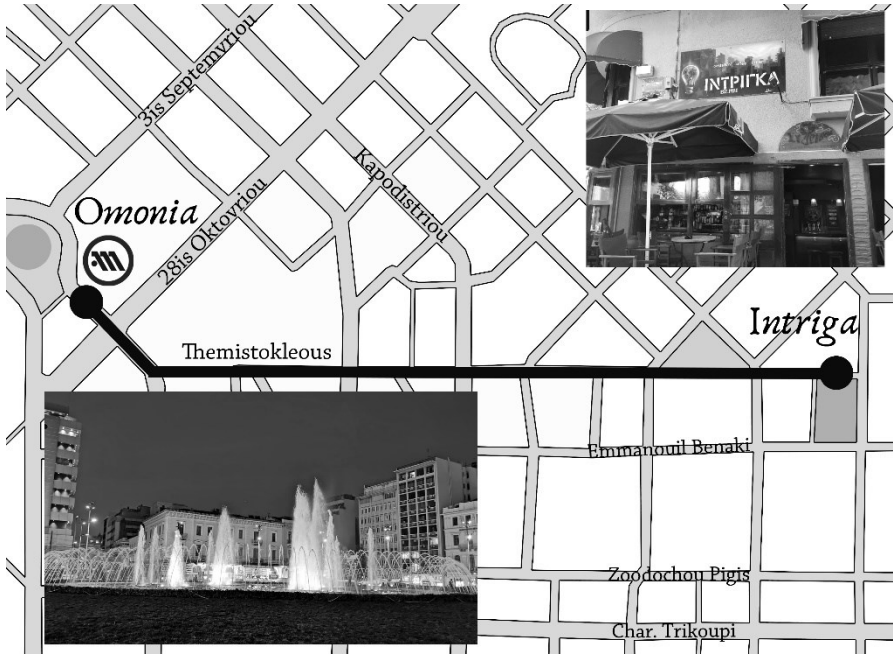 3is Septemvriou
Kapodistriou
ΙΝΤΡΙΓΚΑ
Omonia
28is Oktovriou
Intriga
Themistokleous
Emmanouil Benaki
Zoodochou Pigis
Char. Trikoupi